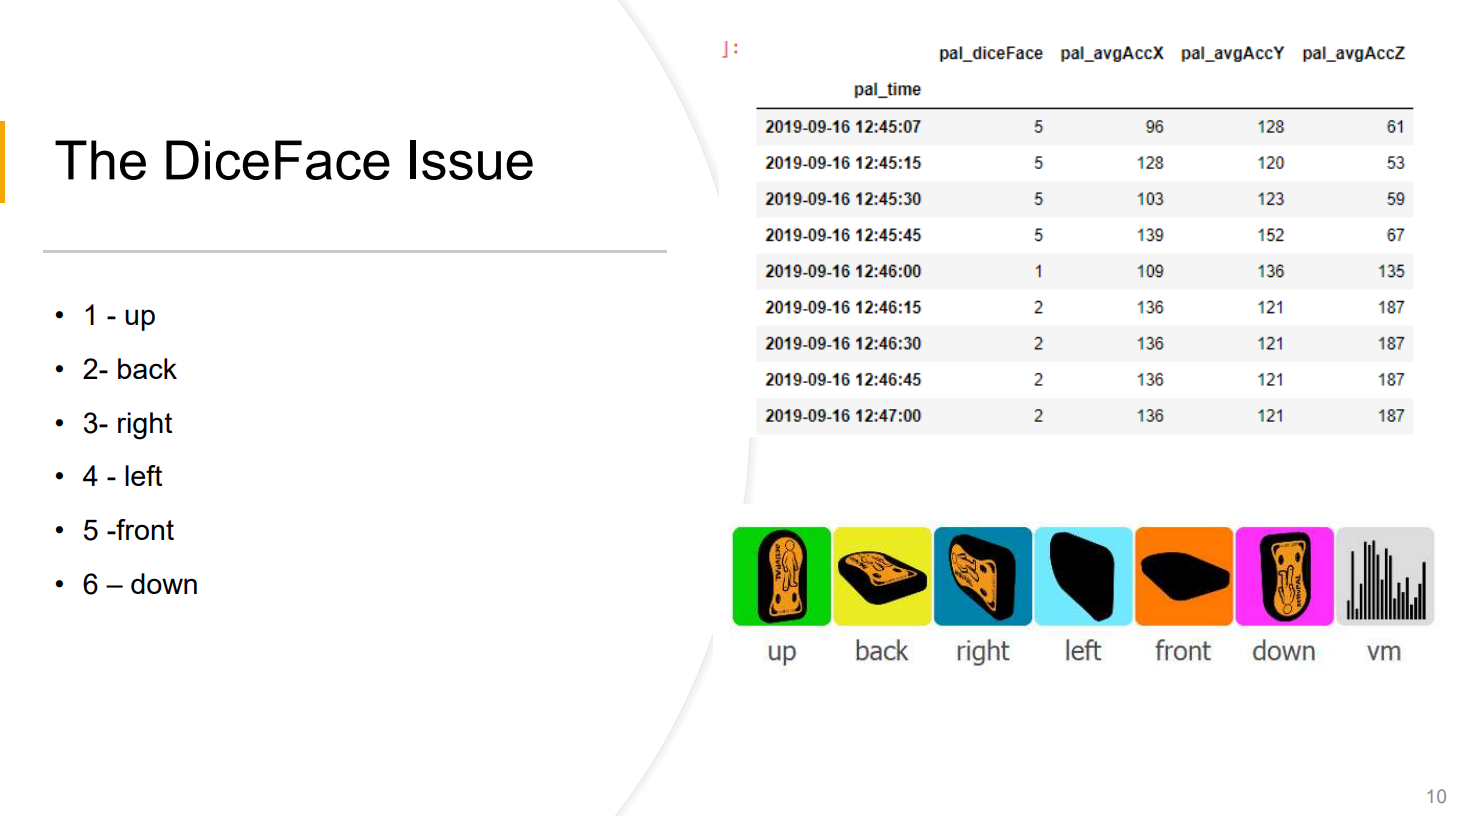 The DiceFace Issue
• 1 - up
• 2- back
• 3- right
• 4 - left
• 5 -front
• 6 – down
]:
pal_diceFace pal_avgAccX pal_avgAccY pal_avgAccZ
pal_time
2019-09-16 12:45:07 5 96 128 61
2019-09-16 12:45:15 5 128 120 53
2019-09-16 12:45:30 5 103 123 59
2019-09-16 12:45:45 5 139 152 67
2019-09-16 12:46:00 1 109 136 135
2019-09-16 12:46:15 2 136 121 187
2019-09-16 12:46:30 2 136 121 187
2019-09-16 12:46:45 2 136 121 187
2019-09-16 12:47:00 2 136 121 187
up back right left front down vm
10